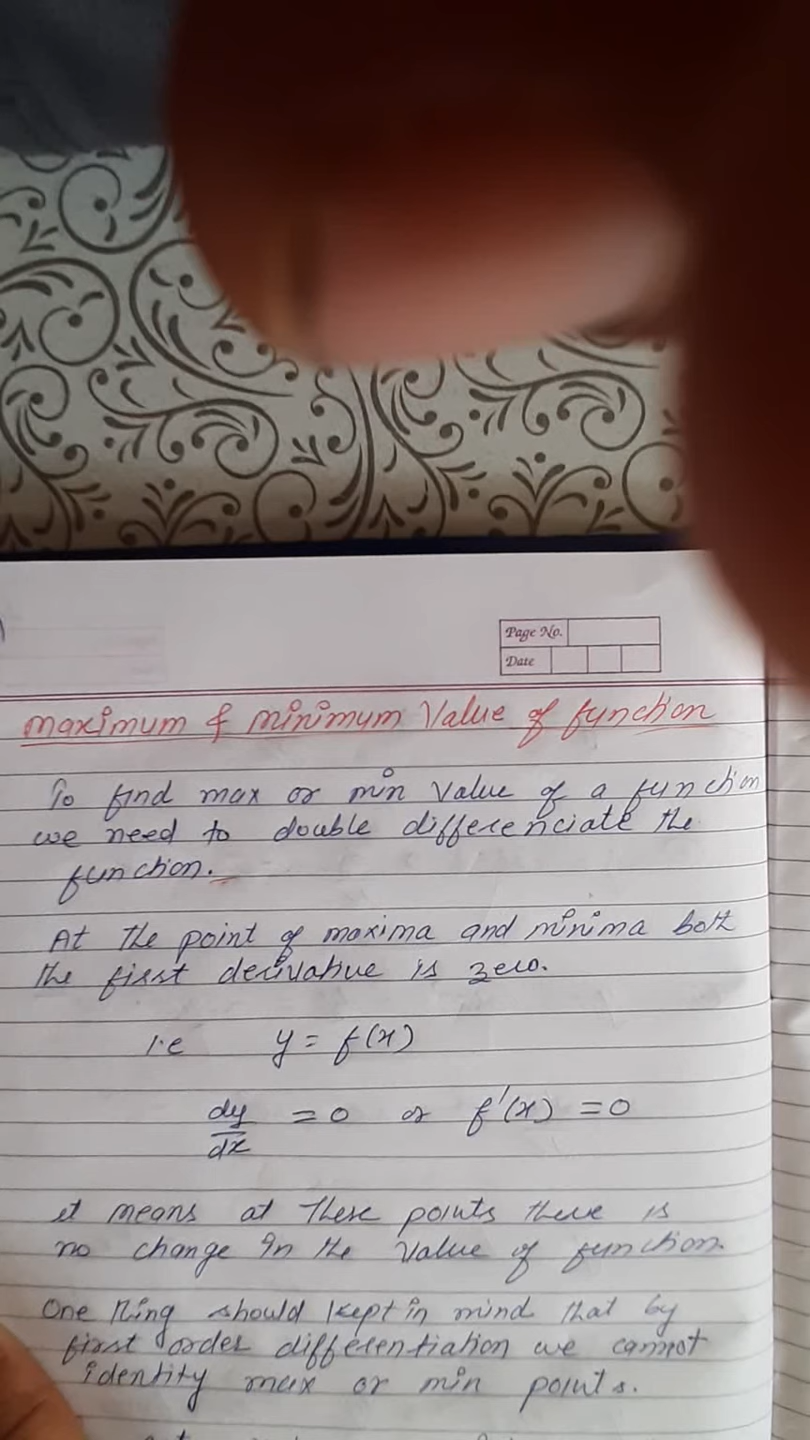 Page No.
Date
maximum & minimum Value of function
To find max or min value of a function
we need to double differenciate the
function.
At the point of maxima and minima both
the first derivative is zero.
i.e y = f(x)
dy/dx = 0 or f'(x) = 0
it means at these points there is
no change in the value of function.
One thing should kept in mind that by
first order differentiation we cannot
identity max or min points.